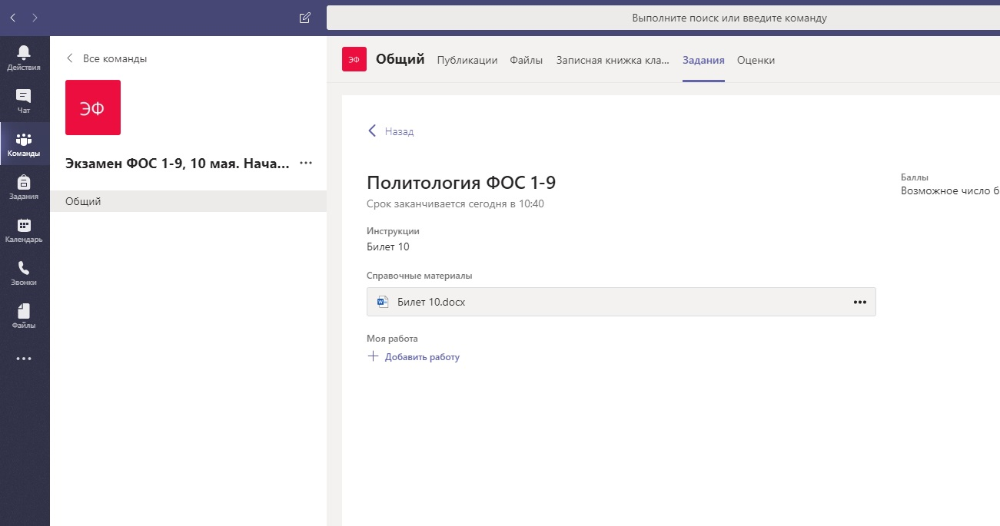 Выполните поиск или введите команду
Действия
Чат
Команды
Задания
Календарь
Звонки
Файлы
Все команды
ЭФ
Экзамен ФОС 1-9, 10 мая. Нача...
Общий
ЭФ Общий Публикации Файлы Записная книжка кла... Задания Оценки
Назад
Политология ФОС 1-9
Срок заканчивается сегодня в 10:40
Инструкции
Билет 10
Справочные материалы
Билет 10.docx
Моя работа
Добавить работу
Баллы
Возможное число б